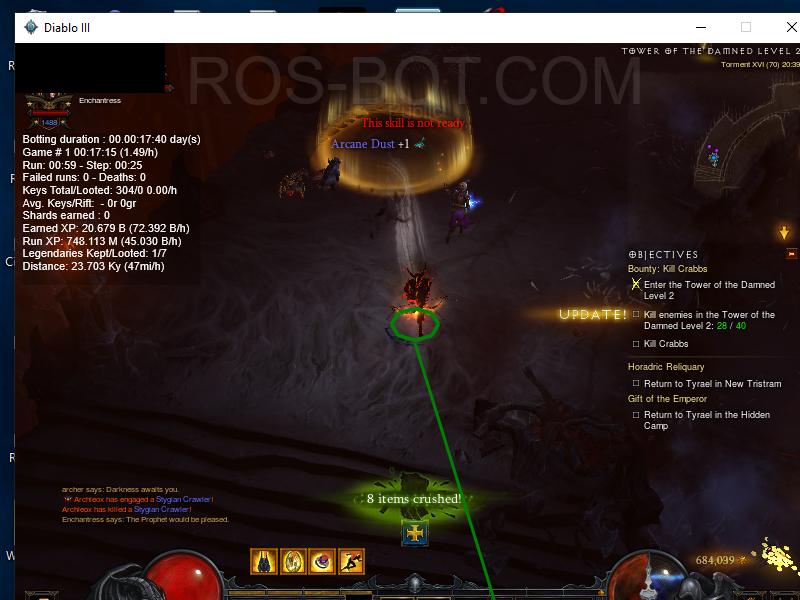 Diablo III
ROS-BOT.COM
TOWER OF THE DAMNED LEVEL 2
Torment XVI (70) 20:39
Enchantress
1488
This skill is not ready
Arcane Dust +1
Botting duration : 00.00:17:40 day(s)
Game # 1 00:17:15 (1.49/h)
Run: 00:59 - Step: 00:25
Failed runs: 0 - Deaths: 0
Keys Total/Looted: 304/0 0.00/h
Avg. Keys/Rift:  - 0r 0gr
Shards earned : 0
Earned XP: 20.679 B (72.392 B/h)
Run XP: 748.113 M (45.030 B/h)
Legendaries Kept/Looted: 1/7
Distance: 23.703 Ky (47mi/h)
OBJECTIVES
Bounty: Kill Crabbs
Enter the Tower of the Damned
Level 2
UPDATE!
Kill enemies in the Tower of the
Damned Level 2: 28 / 40
Kill Crabbs
Horadric Reliquary
Return to Tyrael in New Tristram
Gift of the Emperor
Return to Tyrael in the Hidden
Camp
archer says: Darkness awaits you.
Archleox has engaged a Stygian Crawler!
Archleox has killed a Stygian Crawler!
Enchantress says: The Prophet would be pleased.
8 items crushed!
684,039